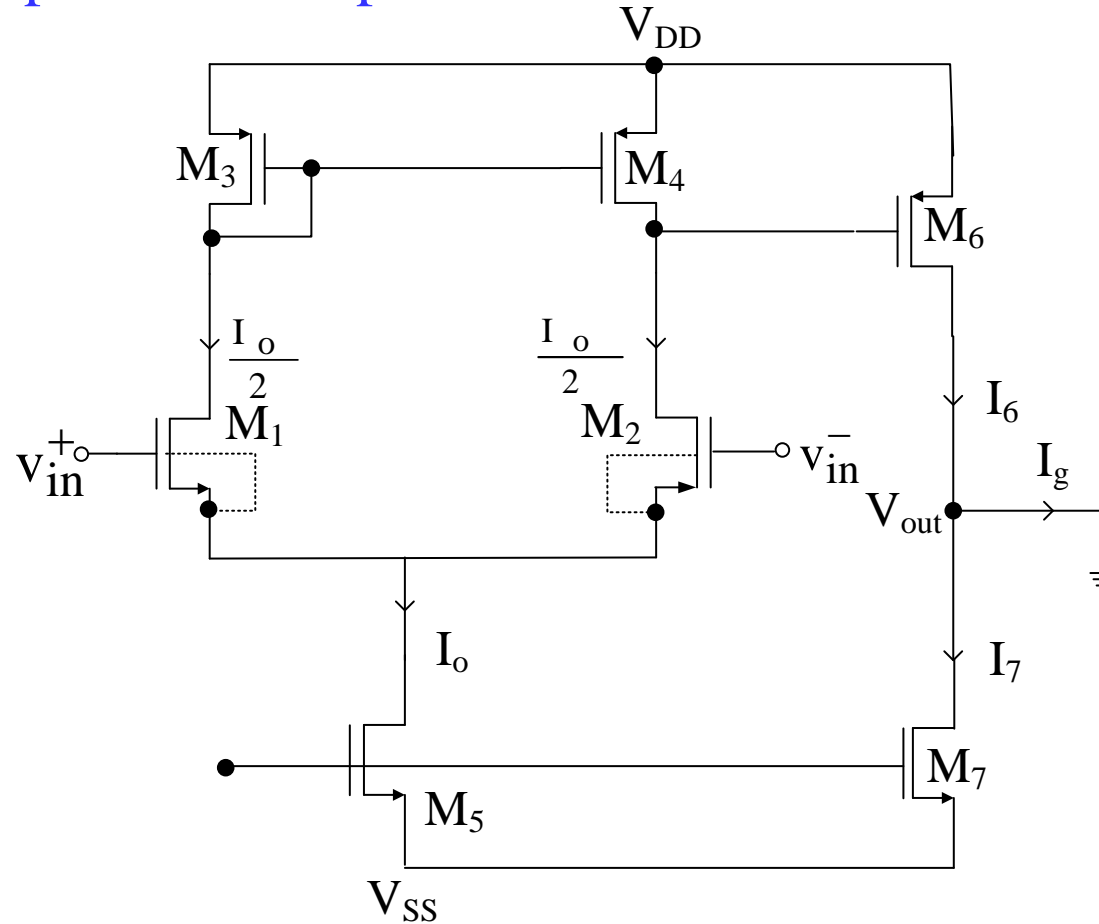 V_DD
M_3
M_4
M_6
I_o/2
I_o/2
M_1
M_2
I_6
v_in^+
v_in^-
I_g
V_out
I_o
I_7
M_5
M_7
V_SS